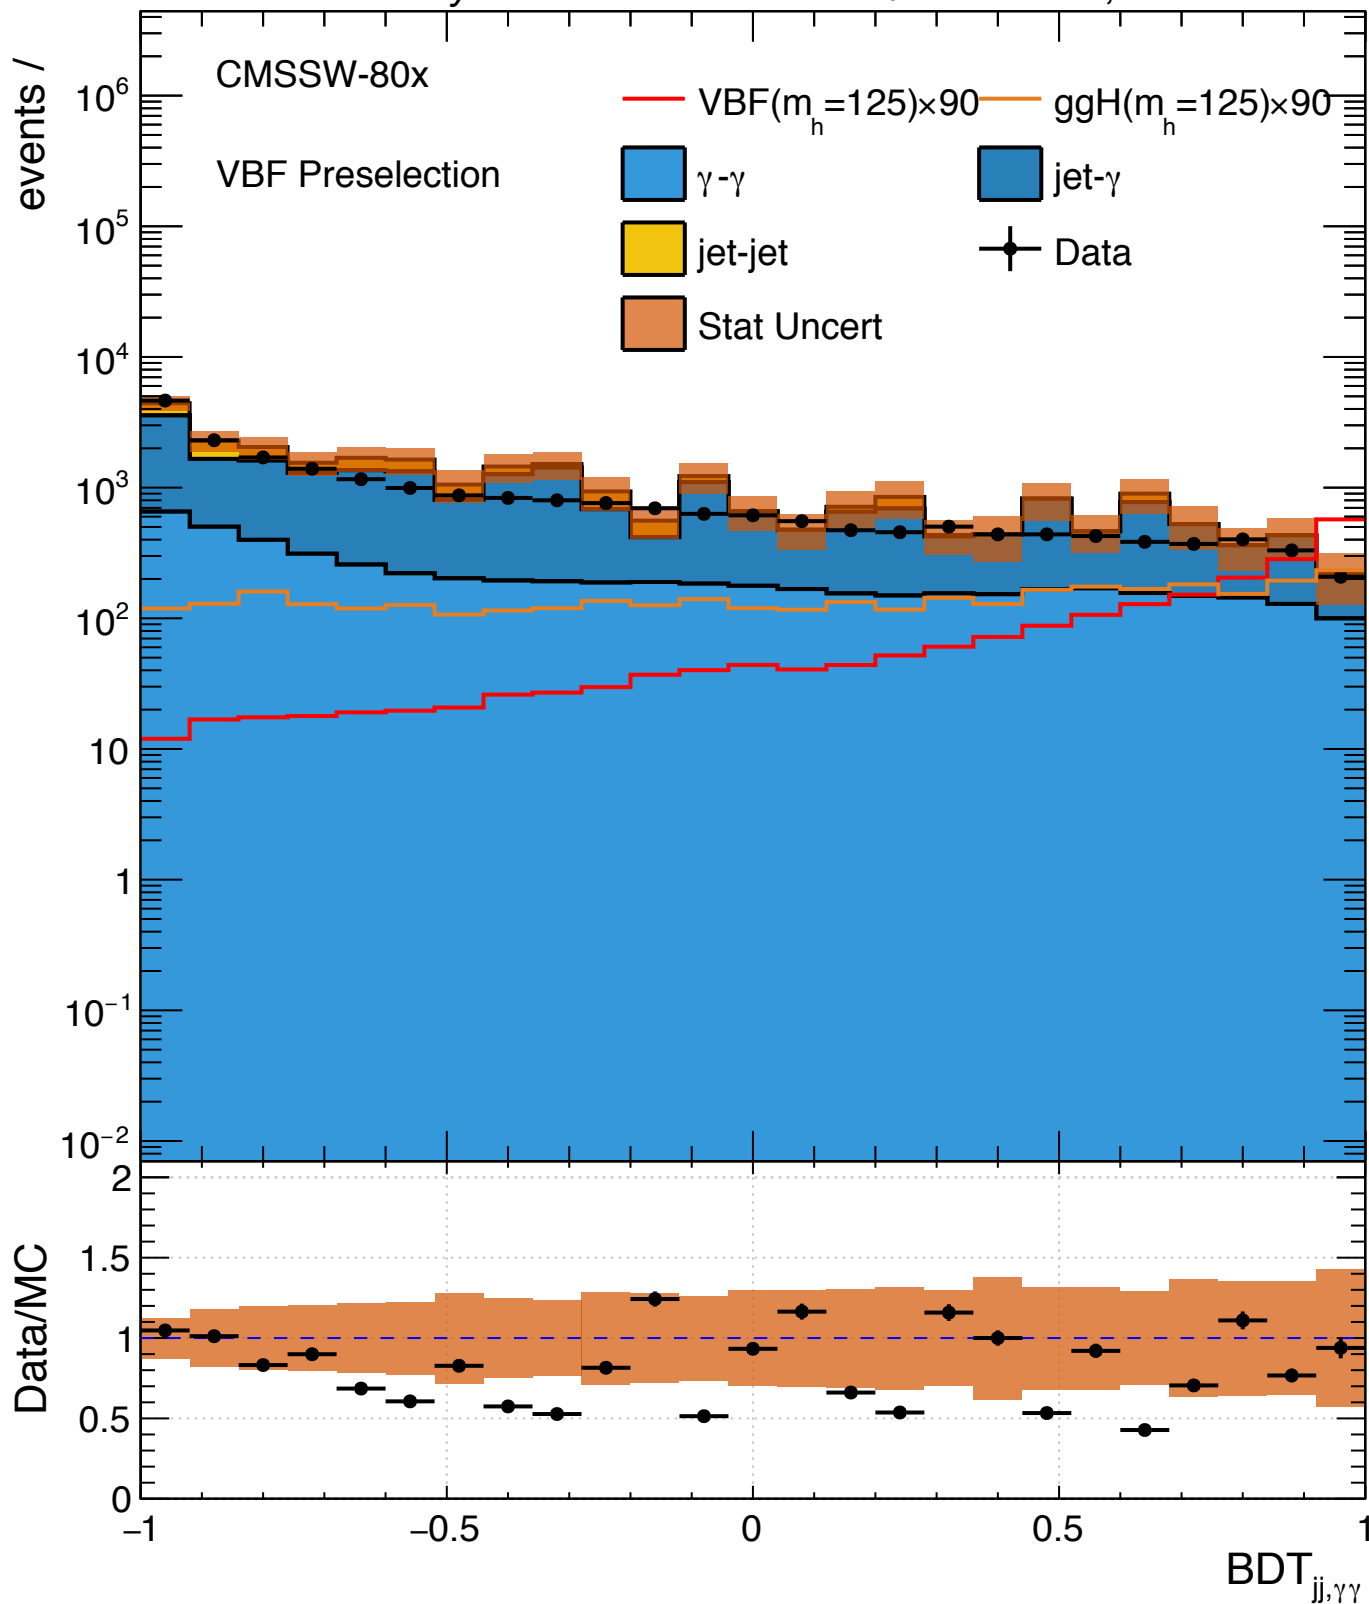 events /
CMSSW-80x
VBF Preselection
VBF(m_h=125)×90
ggH(m_h=125)×90
γ-γ
jet-γ
jet-jet
Data
Stat Uncert
10^6
10^5
10^4
10^3
10^2
10
1
10^−1
10^−2
Data/MC
2
1.5
1
0.5
0
−1
−0.5
0
0.5
1
BDT_jj,γγ